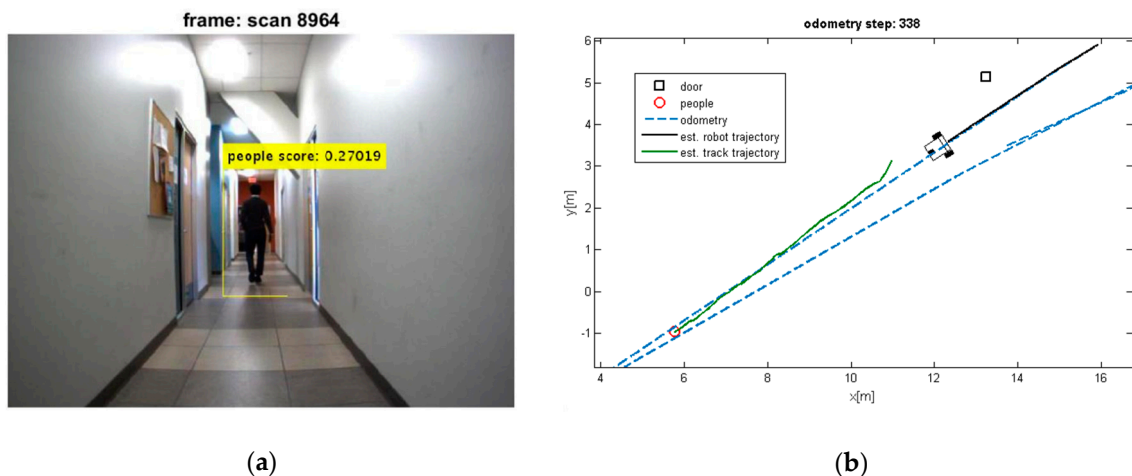 frame: scan 8964
people score: 0.27019
(a)
odometry step: 338
door
people
odometry
est. robot trajectory
est. track trajectory
6
5
4
3
2
1
0
-1
y[m]
4
6
8
10
12
14
16
x[m]
(b)